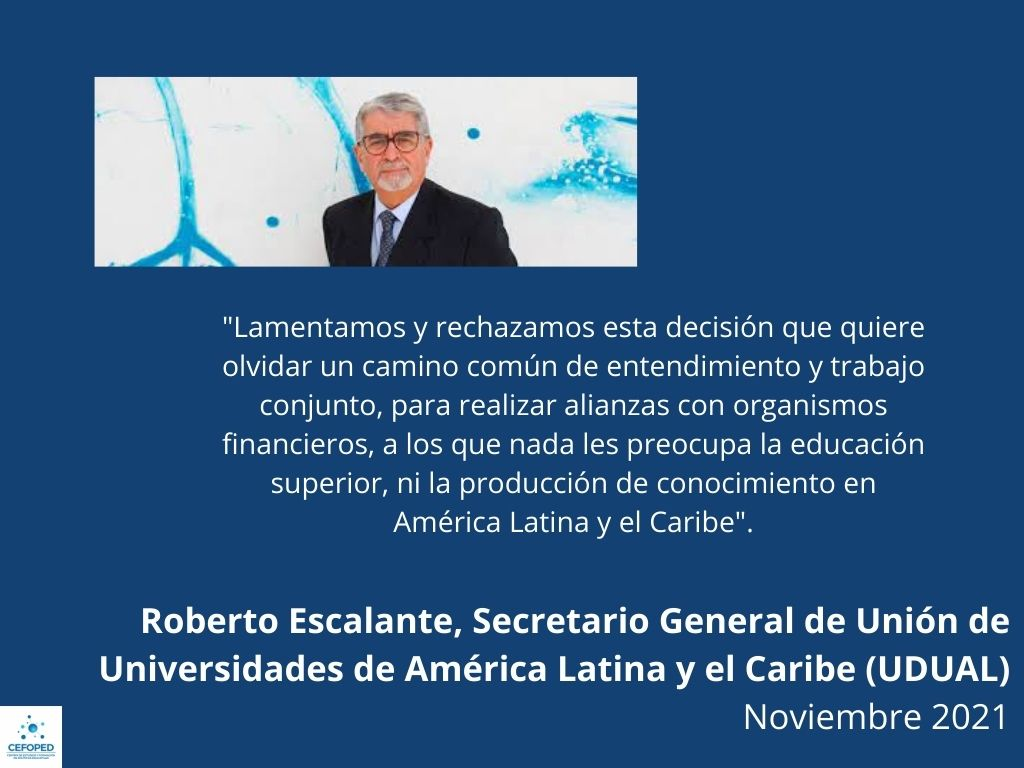 "Lamentamos y rechazamos esta decisión que quiere
olvidar un camino común de entendimiento y trabajo
conjunto, para realizar alianzas con organismos
financieros, a los que nada les preocupa la educación
superior, ni la producción de conocimiento en
América Latina y el Caribe".
Roberto Escalante, Secretario General de Unión de
Universidades de América Latina y el Caribe (UDUAL)
Noviembre 2021
CEFOPED